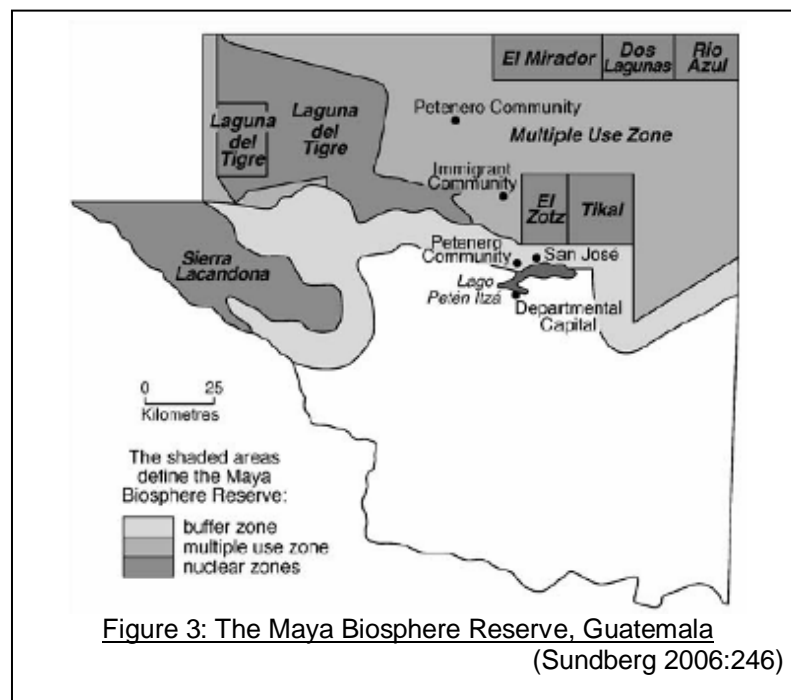 El Mirador
Dos
Lagunas
Río
Azul
Laguna
del
Tigre
Laguna
del
Tigre
Petenero Community
Multiple Use Zone
Immigrant
Community
El
Zotz
Tikal
Petenero
Community
San José
Sierra
Lacandona
Lago
Petén Itzá
Departmental
Capital
0 25
Kilometres
The shaded areas
define the Maya
Biosphere Reserve:
buffer zone
multiple use zone
nuclear zones
Figure 3: The Maya Biosphere Reserve, Guatemala
(Sundberg 2006:246)